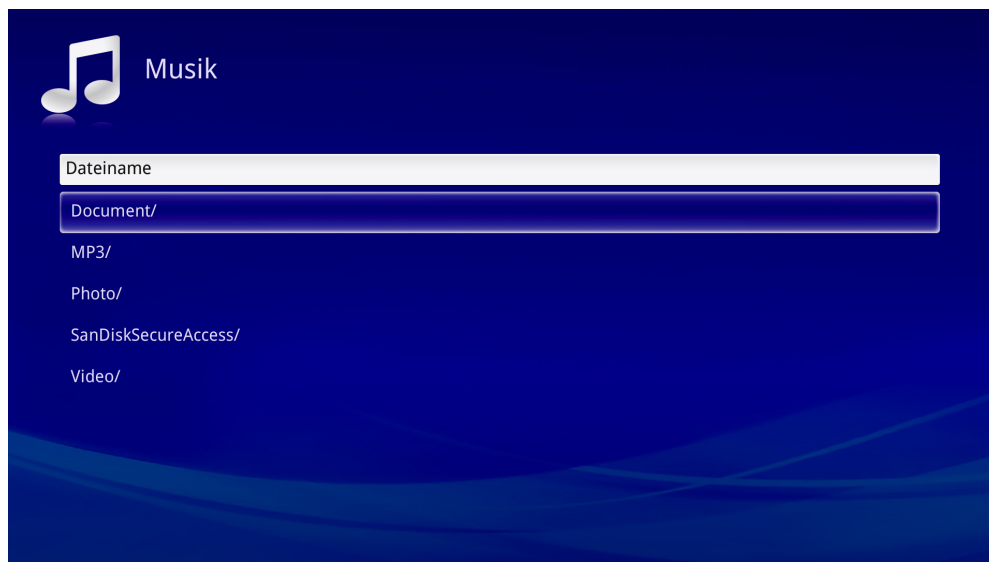 Musik
Dateiname
Document/
MP3/
Photo/
SanDiskSecureAccess/
Video/